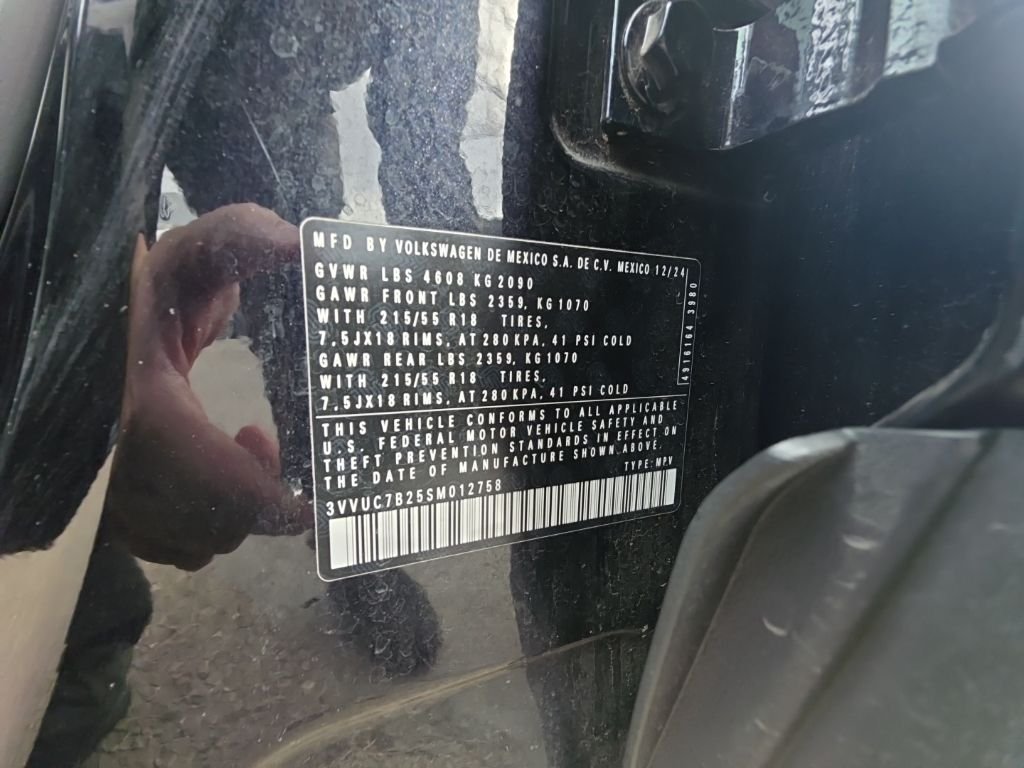 MFD BY VOLKSWAGEN DE MEXICO S.A. DE C.V. MEXICO 12/24
GVWR LBS 4608 KG 2090
GAWR FRONT LBS 2359, KG 1070
WITH 215/55 R18 TIRES,
7,5JX18 RIMS, AT 280 KPA, 41 PSI COLD
GAWR REAR LBS 2359, KG 1070
WITH 215/55 R18 TIRES,
7,5JX18 RIMS, AT 280 KPA, 41 PSI COLD
4916164 3980
THIS VEHICLE CONFORMS TO ALL APPLICABLE
U.S. FEDERAL MOTOR VEHICLE SAFETY AND
THEFT PREVENTION STANDARDS IN EFFECT ON
THE DATE OF MANUFACTURE SHOWN ABOVE.
TYPE: MPV
3VVUC7B25SM012758